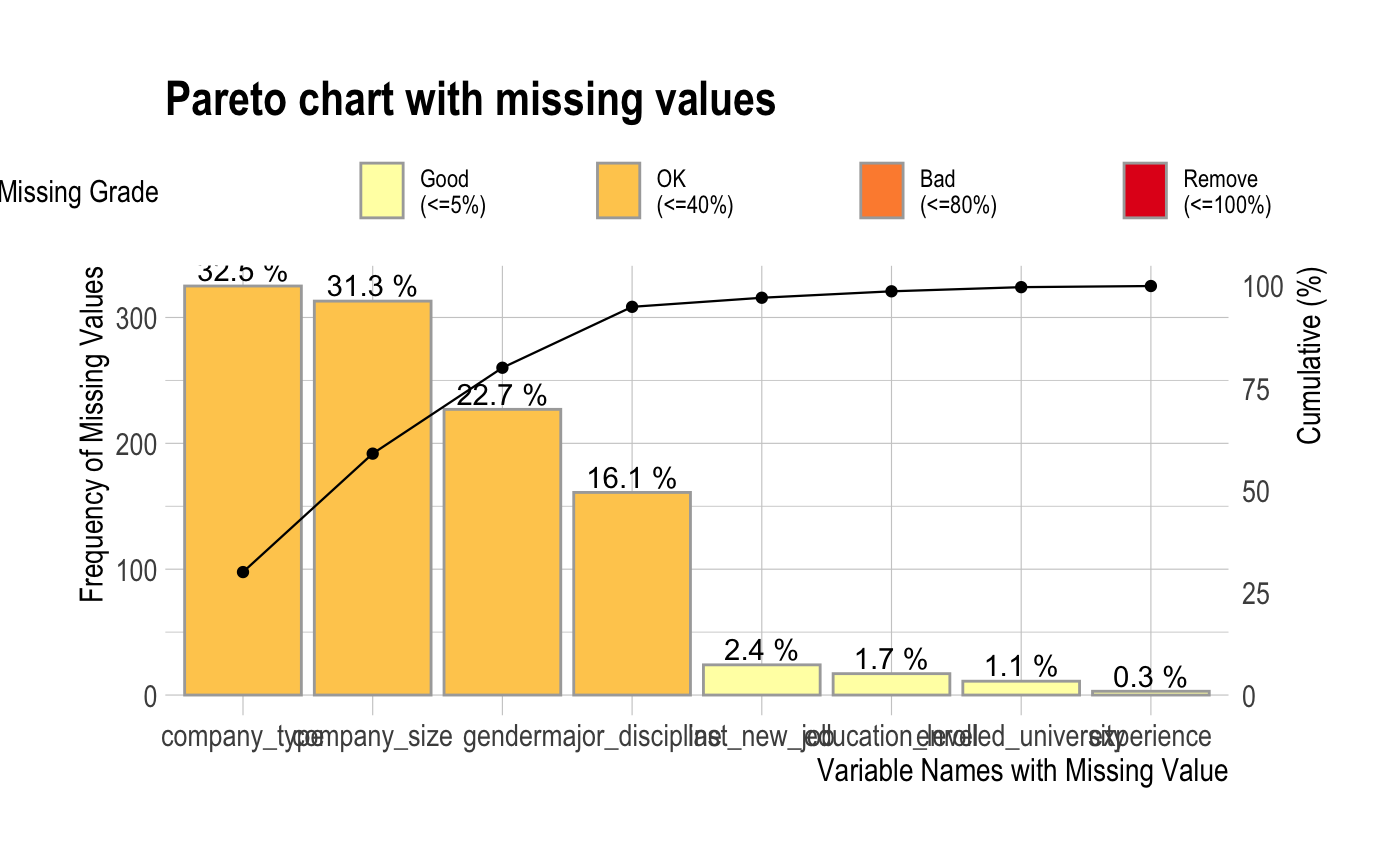 Pareto chart with missing values
Missing Grade
Good
(<=5%)
OK
(<=40%)
Bad
(<=80%)
Remove
(<=100%)
Frequency of Missing Values
Cumulative (%)
300
200
100
0
100
75
50
25
0
32.5 %
31.3 %
22.7 %
16.1 %
2.4 %
1.7 %
1.1 %
0.3 %
company_type company_size gender major_discipline last_new_job education_level enrolled_university experience
Variable Names with Missing Value